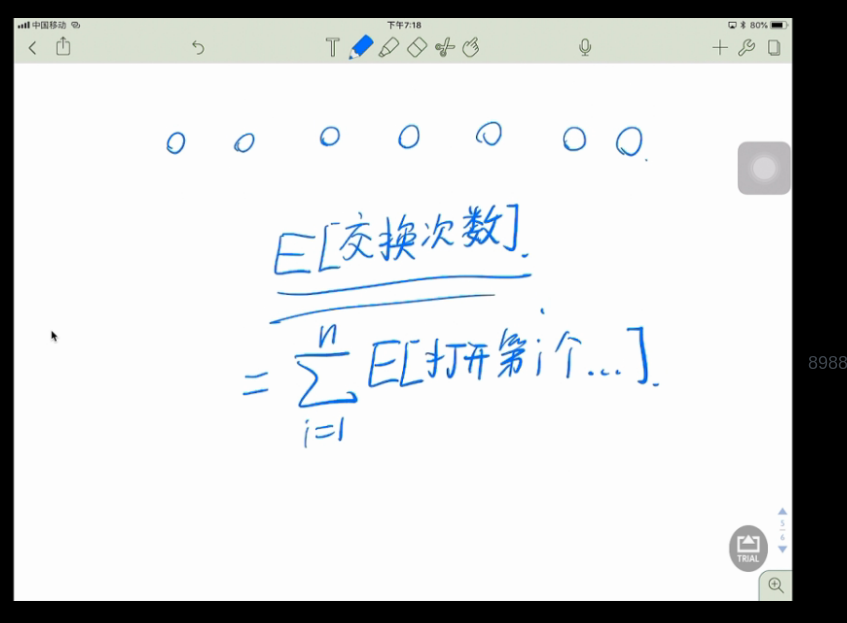 中国移动 下午7:18 80%
T
E[交换次数].
n
= ∑ E[打开第i个...].
i=1
8988
5
6
TRIAL